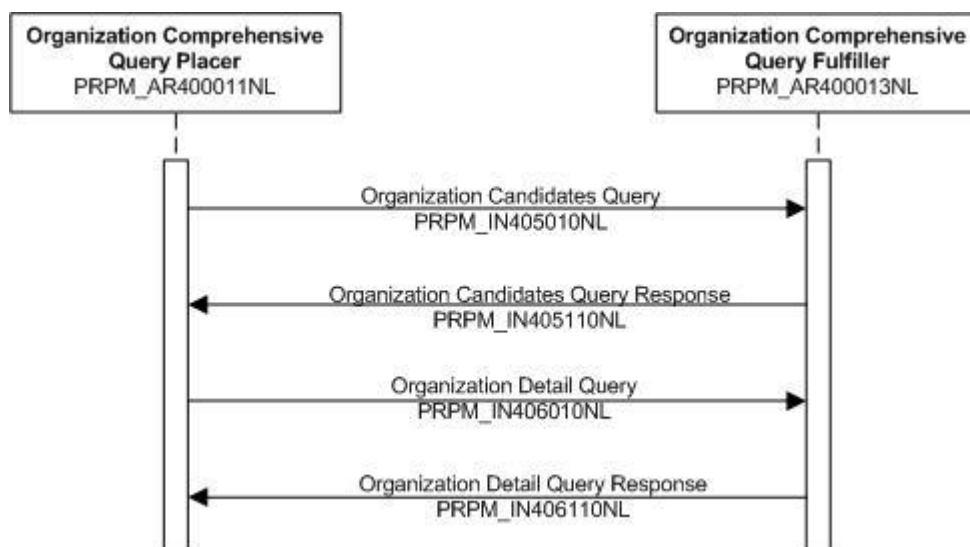 Organization Comprehensive
Query Placer
PRPM_AR400011NL
Organization Comprehensive
Query Fulfiller
PRPM_AR400013NL
Organization Candidates Query
PRPM_IN405010NL
Organization Candidates Query Response
PRPM_IN405110NL
Organization Detail Query
PRPM_IN406010NL
Organization Detail Query Response
PRPM_IN406110NL